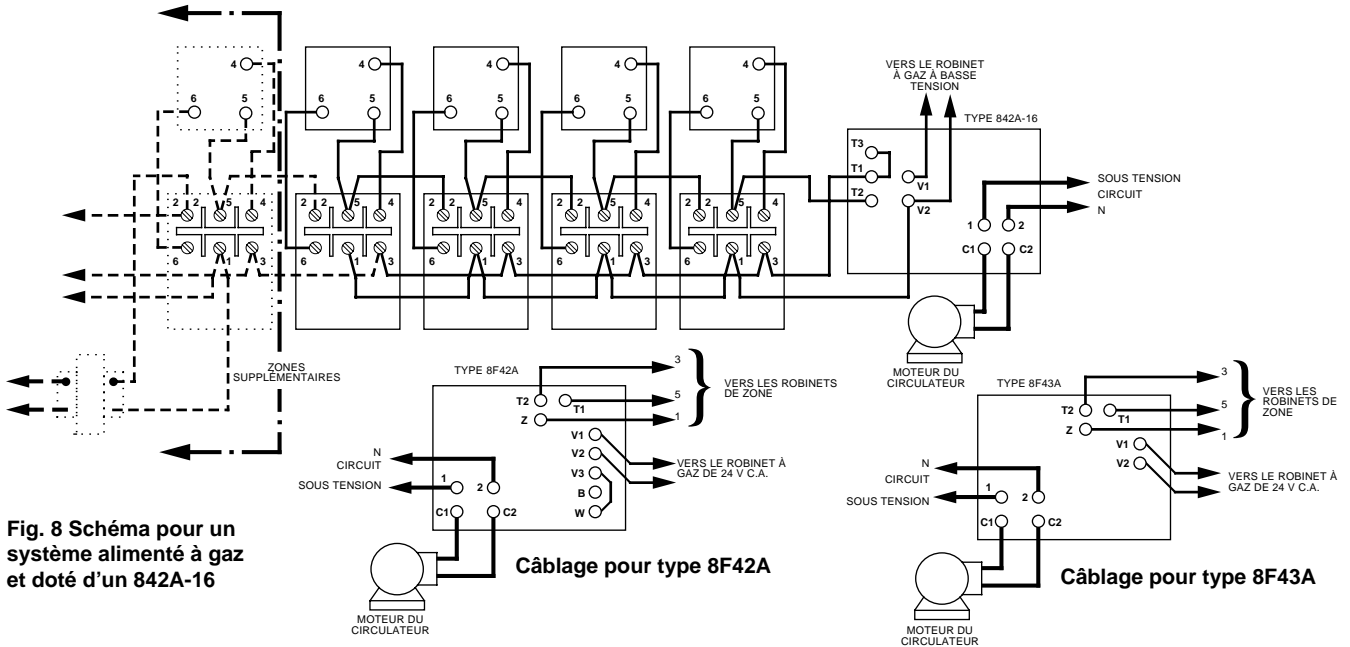 4
6
5
4
6
5
4
6
5
4
6
5
4
6
5
VERS LE ROBINET
À GAZ À BASSE
TENSION
TYPE 842A-16
T3
T1
T2
V1
V2
1
2
C1
C2
SOUS TENSION
CIRCUIT
N
MOTEUR DU
CIRCULATEUR
2
2
5
4
6
1
3
2
5
4
6
1
3
2
5
4
6
1
3
2
5
4
6
1
3
2
5
4
6
1
3
ZONES
SUPPLÉMENTAIRES
TYPE 8F42A
T2
T1
Z
V1
V2
V3
B
W
3
5
1
VERS LES ROBINETS
DE ZONE
VERS LE ROBINET À
GAZ DE 24 V C.A.
N
CIRCUIT
SOUS TENSION
1
2
C1
C2
MOTEUR DU
CIRCULATEUR
Câblage pour type 8F42A
TYPE 8F43A
T2
T1
Z
V1
V2
3
5
1
VERS LES
ROBINETS DE
ZONE
VERS LE ROBINET À
GAZ DE 24 V C.A.
N
CIRCUIT
SOUS TENSION
1
2
C1
C2
MOTEUR DU
CIRCULATEUR
Câblage pour type 8F43A
Fig. 8 Schéma pour un
système alimenté à gaz
et doté d'un 842A-16